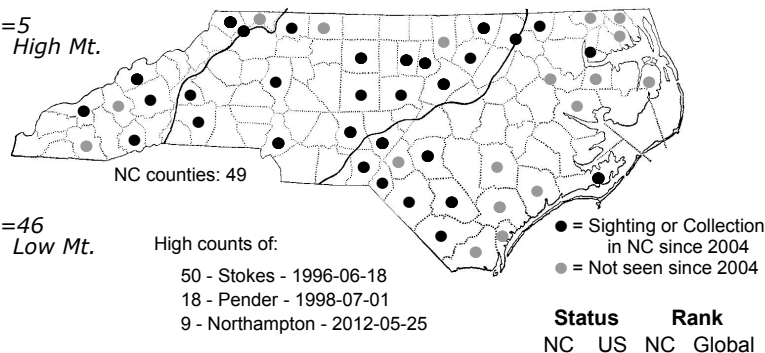 =5
High Mt.
NC counties: 49
=46
Low Mt.
High counts of:
50 - Stokes - 1996-06-18
18 - Pender - 1998-07-01
9 - Northampton - 2012-05-25
= Sighting or Collection
in NC since 2004
= Not seen since 2004
Status Rank
NC US NC Global